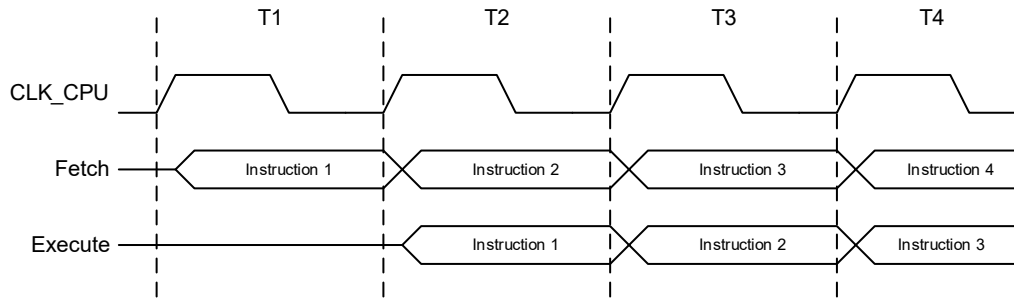 T1 T2 T3 T4
CLK_CPU
Fetch Instruction 1 Instruction 2 Instruction 3 Instruction 4
Execute Instruction 1 Instruction 2 Instruction 3